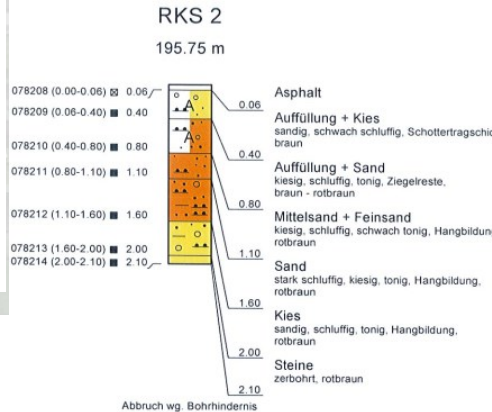 RKS 2
195.75 m
078208 (0.00-0.06) 0.06
078209 (0.06-0.40) 0.40
078210 (0.40-0.80) 0.80
078211 (0.80-1.10) 1.10
078212 (1.10-1.60) 1.60
078213 (1.60-2.00) 2.00
078214 (2.00-2.10) 2.10
A
A
0.06
Asphalt
0.40
Auffüllung + Kies
sandig, schwach schluffig, Schottertragschic
braun
0.80
Auffüllung + Sand
kiesig, schluffig, tonig, Ziegelreste,
braun - rotbraun
1.10
Mittelsand + Feinsand
kiesig, schluffig, schwach tonig, Hangbildung
rotbraun
1.60
Sand
stark schluffig, kiesig, tonig, Hangbildung,
rotbraun
2.00
Kies
sandig, schluffig, tonig, Hangbildung,
rotbraun
2.10
Steine
zerbohrt, rotbraun
Abbruch wg. Bohrhindernis